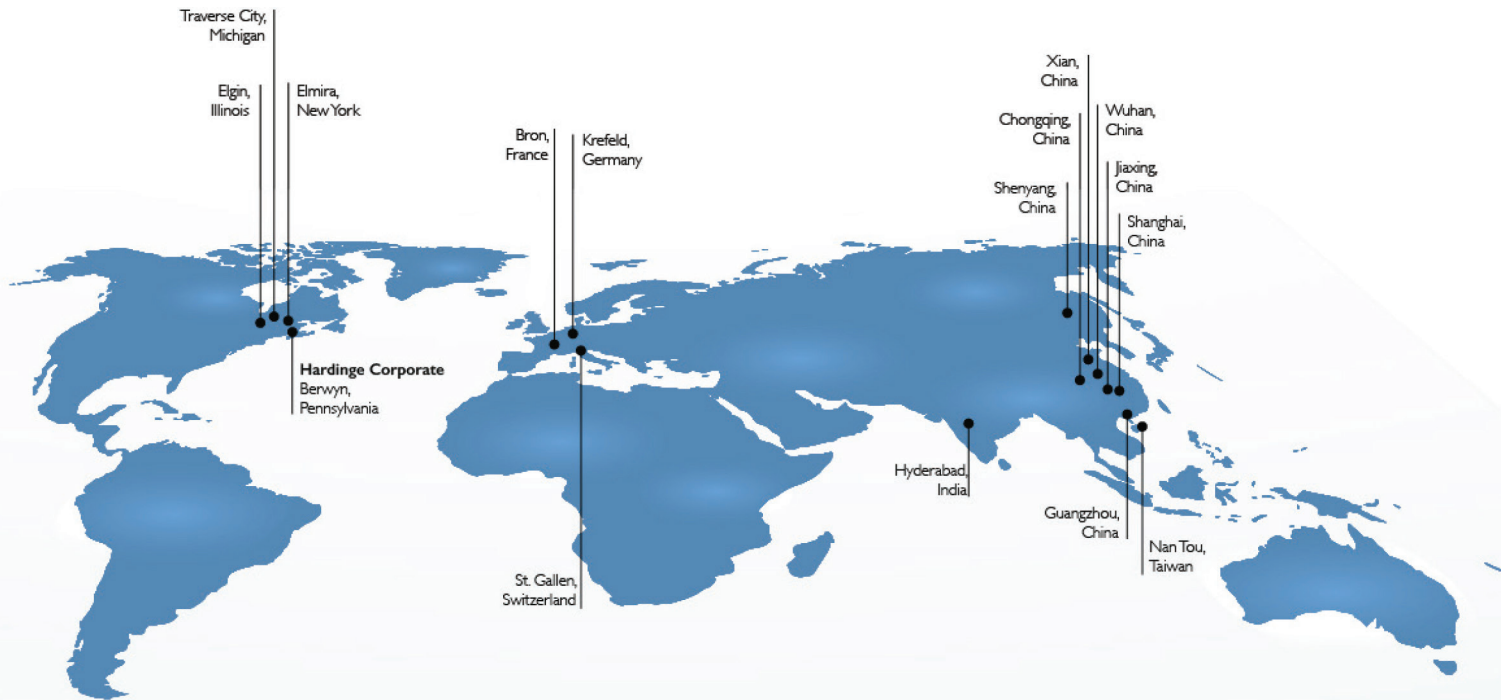 Traverse City,
Michigan
Elgin,
Illinois
Elmira,
New York
Hardinge Corporate
Berwyn,
Pennsylvania
Bron,
France
Krefeld,
Germany
St. Gallen,
Switzerland
Xian,
China
Chongqing,
China
Wuhan,
China
Shenyang,
China
Jiaxing,
China
Shanghai,
China
Hyderabad,
India
Guangzhou,
China
Nan Tou,
Taiwan